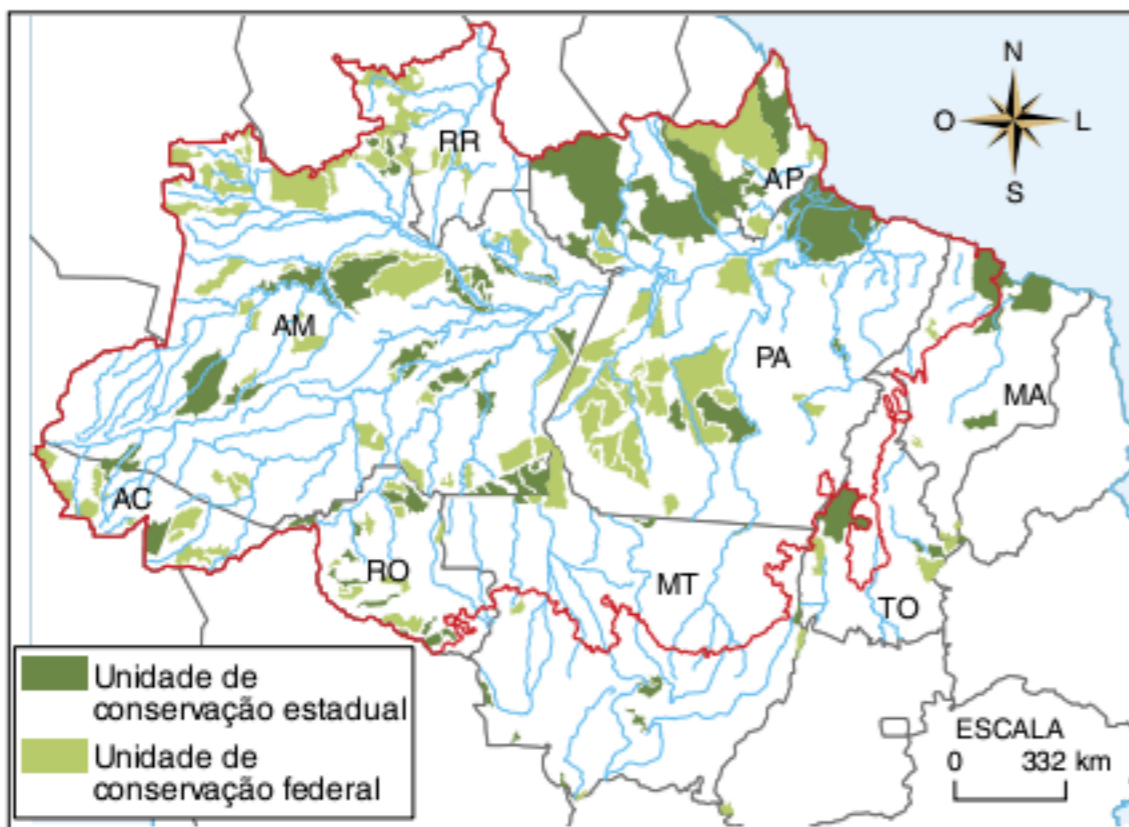 N
O
L
S
RR
AP
AM
PA
MA
AC
RO
MT
TO
Unidade de
conservação estadual
Unidade de
conservação federal
ESCALA
0 332 km